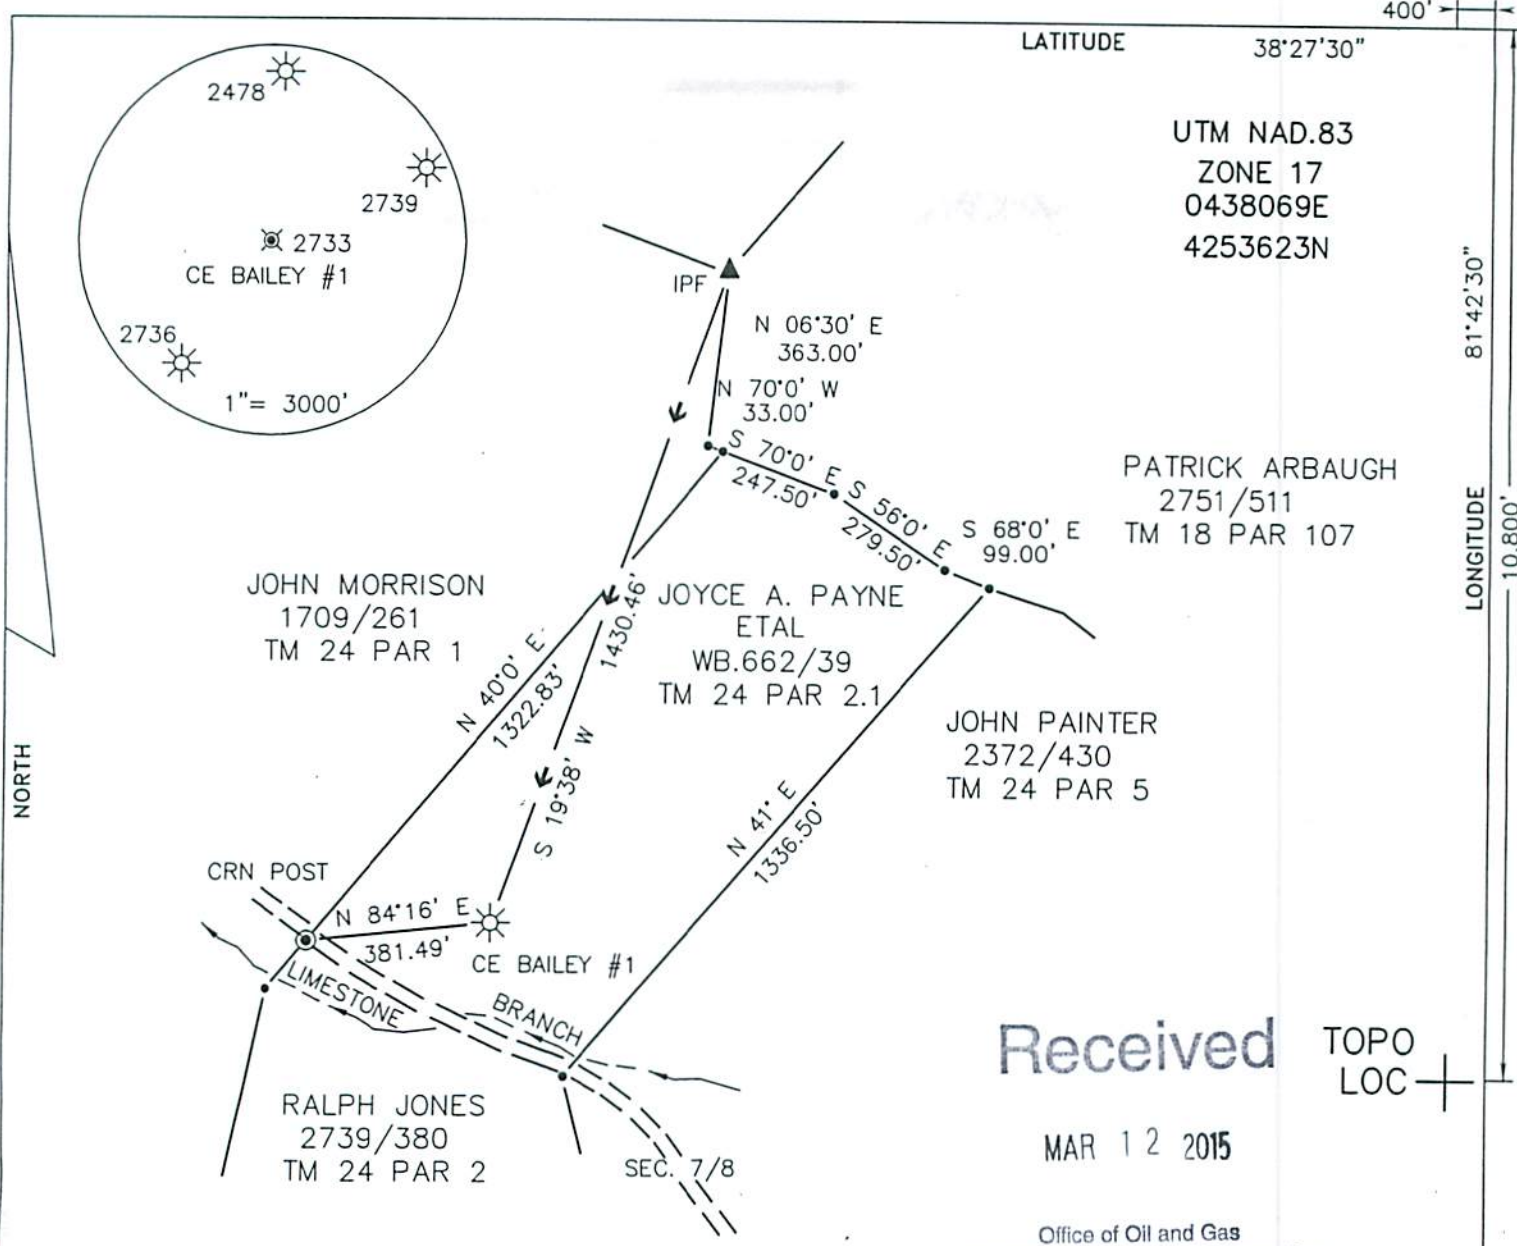 400'
LATITUDE 38°27'30"
2478
2739
2733
CE BAILEY #1
2736
1"= 3000'
UTM NAD.83
ZONE 17
0438069E
4253623N
81°42'30"
LONGITUDE
10,800'
IPF
N 06°30' E
363.00'
N 70°0' W
33.00'
S 70°0' E
247.50'
S 56°0' E
279.50'
S 68°0' E
99.00'
PATRICK ARBAUGH
2751/511
TM 18 PAR 107
JOHN MORRISON
1709/261
TM 24 PAR 1
JOYCE A. PAYNE
ETAL
WB.662/39
TM 24 PAR 2.1
1430.46'
S 19°38' W
N 40°0' E
1322.83'
JOHN PAINTER
2372/430
TM 24 PAR 5
N 41° E
1336.50'
NORTH
CRN POST
N 84°16' E
381.49'
CE BAILEY #1
LIMESTONE BRANCH
RALPH JONES
2739/380
TM 24 PAR 2
SEC. 7/8
Received
MAR 12 2015
Office of Oil and Gas
TOPO
LOC